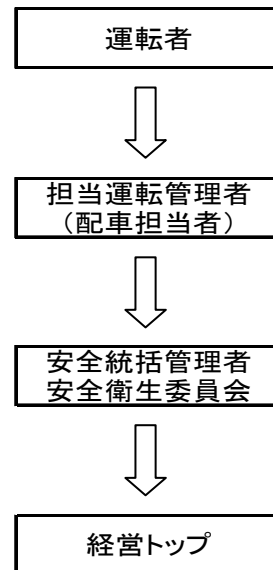 運転者
担当運転管理者
（配車担当者）
安全統括管理者
安全衛生委員会
経営トップ